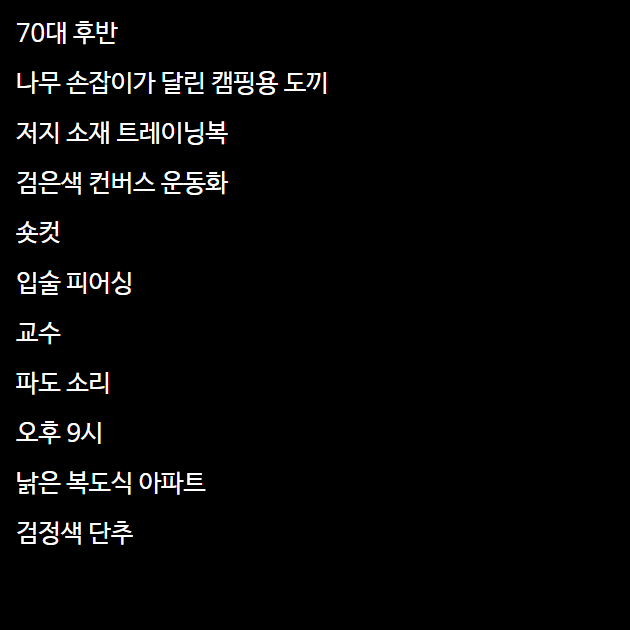 70대 후반
나무 손잡이가 달린 캠핑용 도끼
저지 소재 트레이닝복
검은색 컨버스 운동화
숏컷
입술 피어싱
교수
파도 소리
오후 9시
낡은 복도식 아파트
검정색 단추